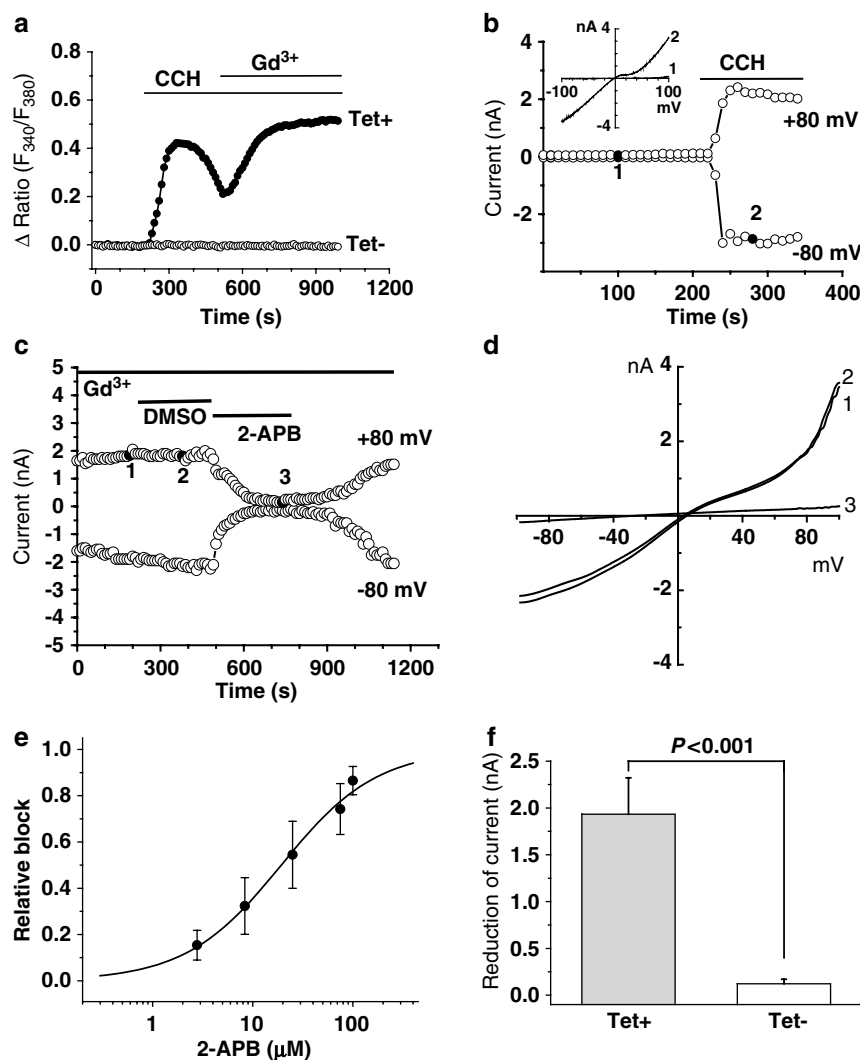 a
Δ Ratio (F340/F380)
0.8
0.6
0.4
0.2
0.0
CCH
Gd3+
Tet+
Tet-
0
300
600
900
1200
Time (s)
b
Current (nA)
4
2
0
-2
nA 4
2
1
-100
100
mV
-4
CCH
+80 mV
1
2
-80 mV
0
100
200
300
400
Time (s)
c
Current (nA)
5
4
3
2
1
0
-1
-2
-3
-4
-5
Gd3+
DMSO
2-APB
+80 mV
1
2
3
-80 mV
0
300
600
900
1200
Time (s)
d
nA
4
2
-2
-4
2
1
3
-80
-40
40
80
mV
e
Relative block
1.0
0.8
0.6
0.4
0.2
0.0
1
10
100
2-APB (μM)
f
Reduction of current (nA)
P<0.001
2.5
2.0
1.5
1.0
0.5
0.0
Tet+
Tet-